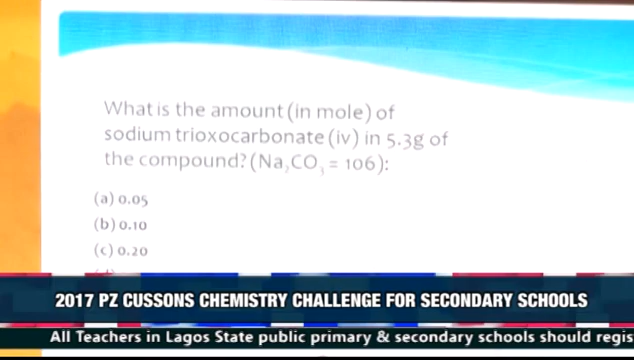 What is the amount (in mole) of
sodium trioxocarbonate (iv) in 5.3g of
the compound? (Na₂CO₃ = 106):
(a) 0.05
(b) 0.10
(c) 0.20
2017 PZ CUSSONS CHEMISTRY CHALLENGE FOR SECONDARY SCHOOLS
All Teachers in Lagos State public primary & secondary schools should regis